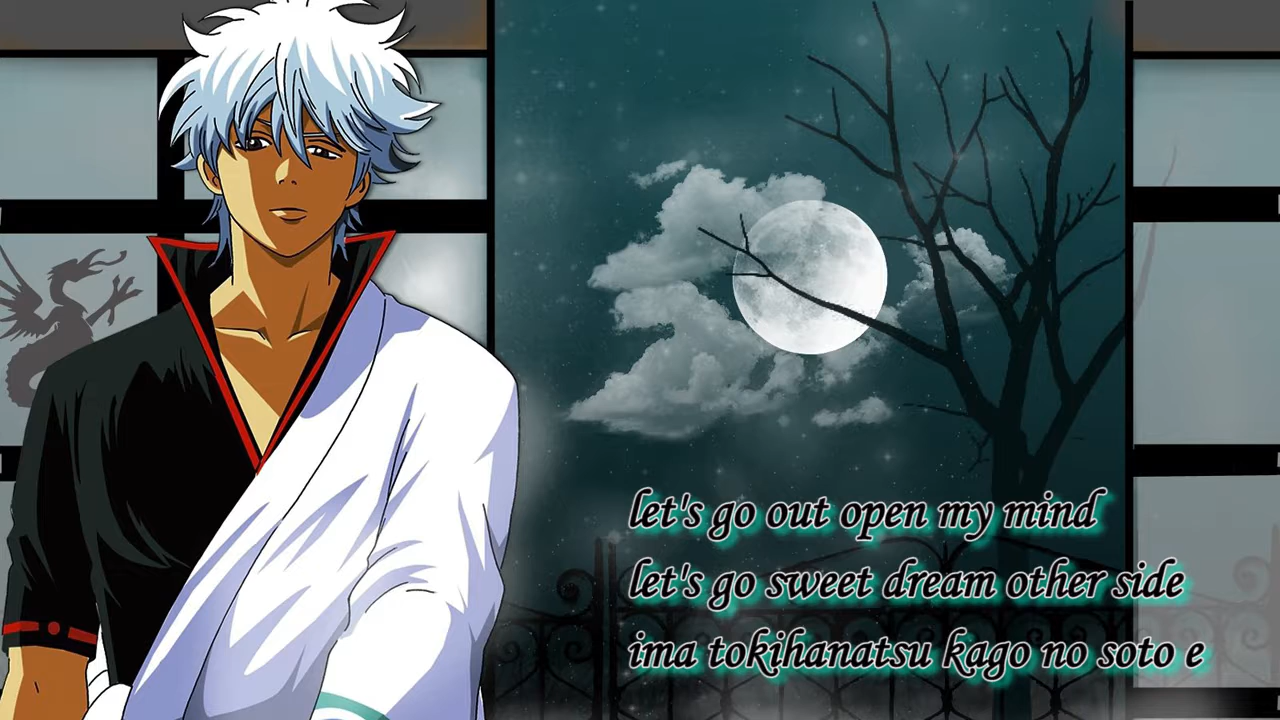 let's go out open my mind
let's go sweet dream other side
ima tokihanatsu kago no soto e